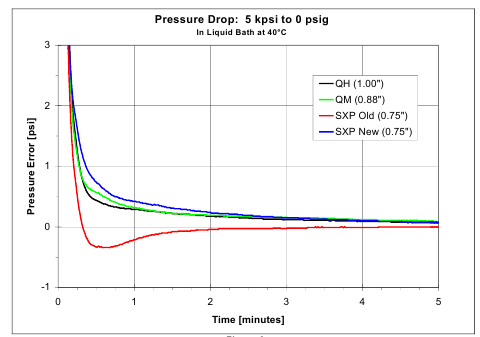 Pressure Drop: 5 kpsi to 0 psig
In Liquid Bath at 40°C
3
2
1
0
-1
Pressure Error [psi]
QH (1.00")
QM (0.88")
SXP Old (0.75")
SXP New (0.75")
0 1 2 3 4 5
Time [minutes]